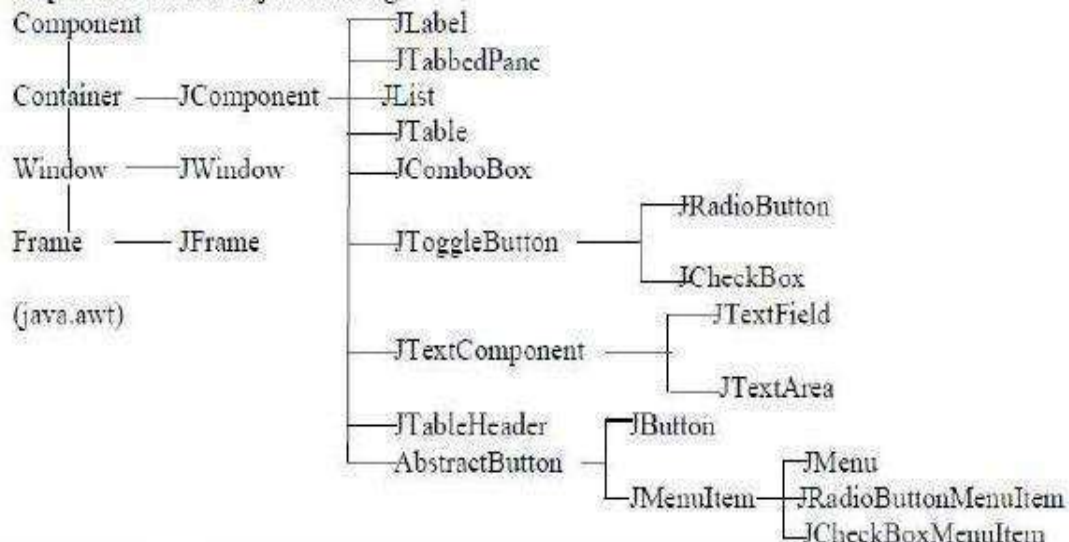 Component
JLabel
JTabbedPane
Container JComponent JList
JTable
Window JWindow JComboBox
JRadioButton
Frame JFrame JToggleButton
JCheckBox
(java.awt) JTextField
JTextComponent
JTextArea
JTableHeader JButton
AbstractButton JMenu
JMenuItem JRadioButtonMenuItem
JCheckBoxMenuItem